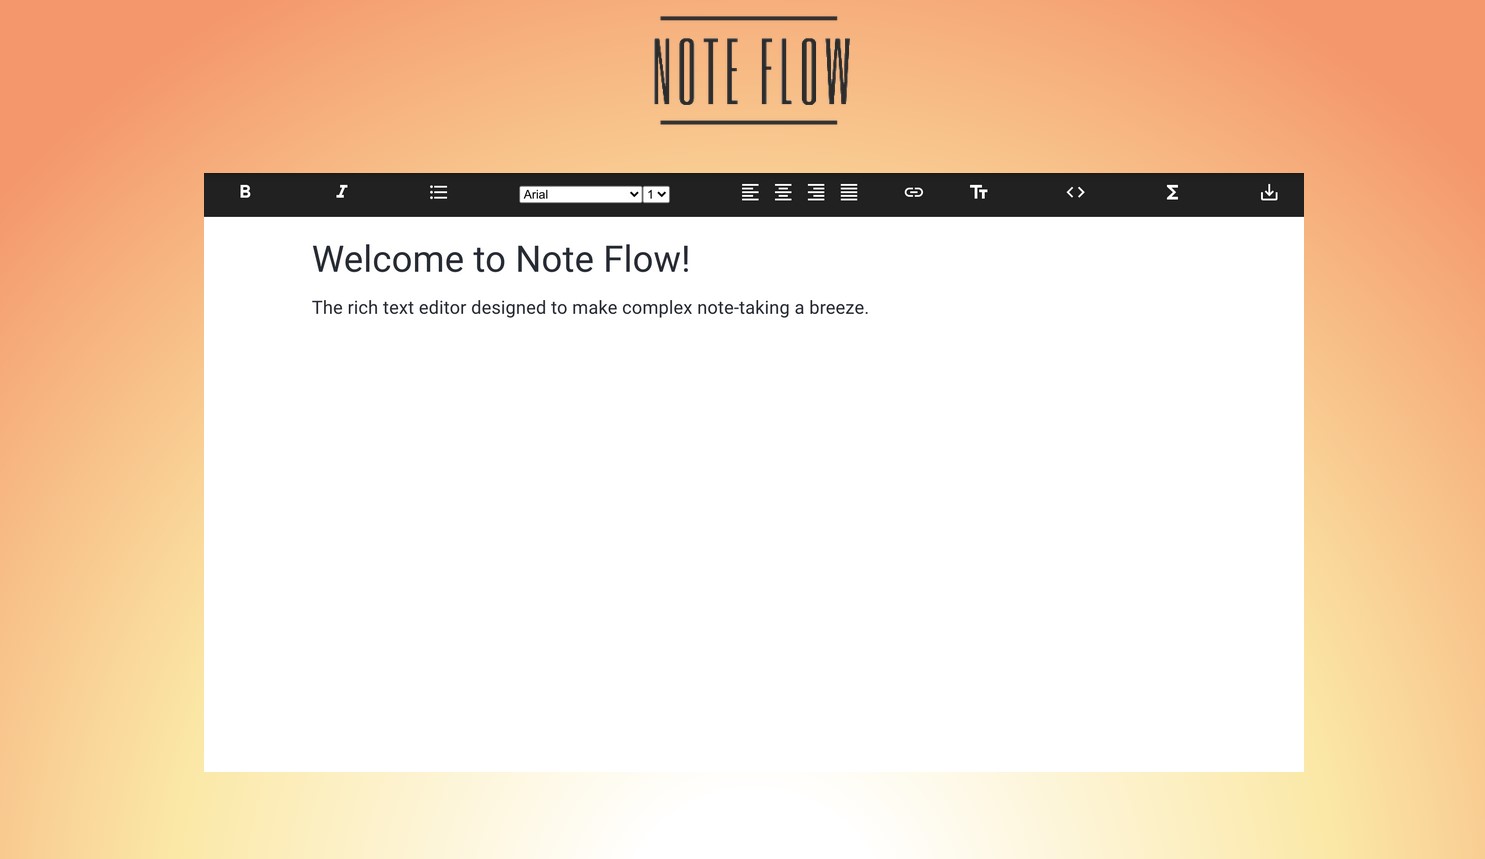 NOTE FLOW
B I Arial 1 Tт < > Σ
Welcome to Note Flow!
The rich text editor designed to make complex note-taking a breeze.